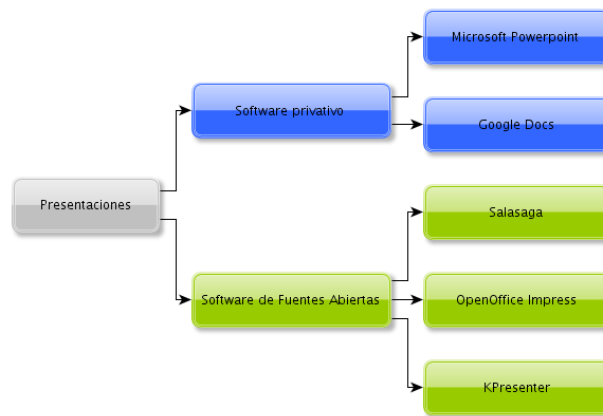 Presentaciones
Software privativo
Microsoft Powerpoint
Google Docs
Software de Fuentes Abiertas
Salasaga
OpenOffice Impress
KPresenter